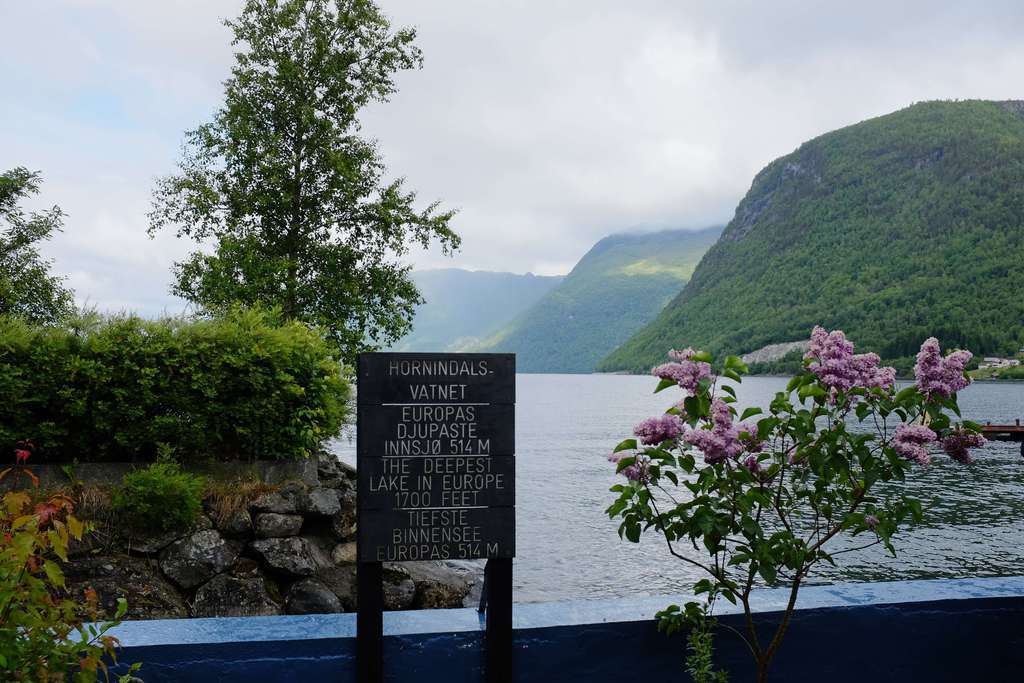 HORNINDALS-
VATNET
EUROPAS
DJUPASTE
INNSJØ 514 M
THE DEEPEST
LAKE IN EUROPE
1700 FEET
TIEFSTE
BINNENSEE
EUROPAS 514 M